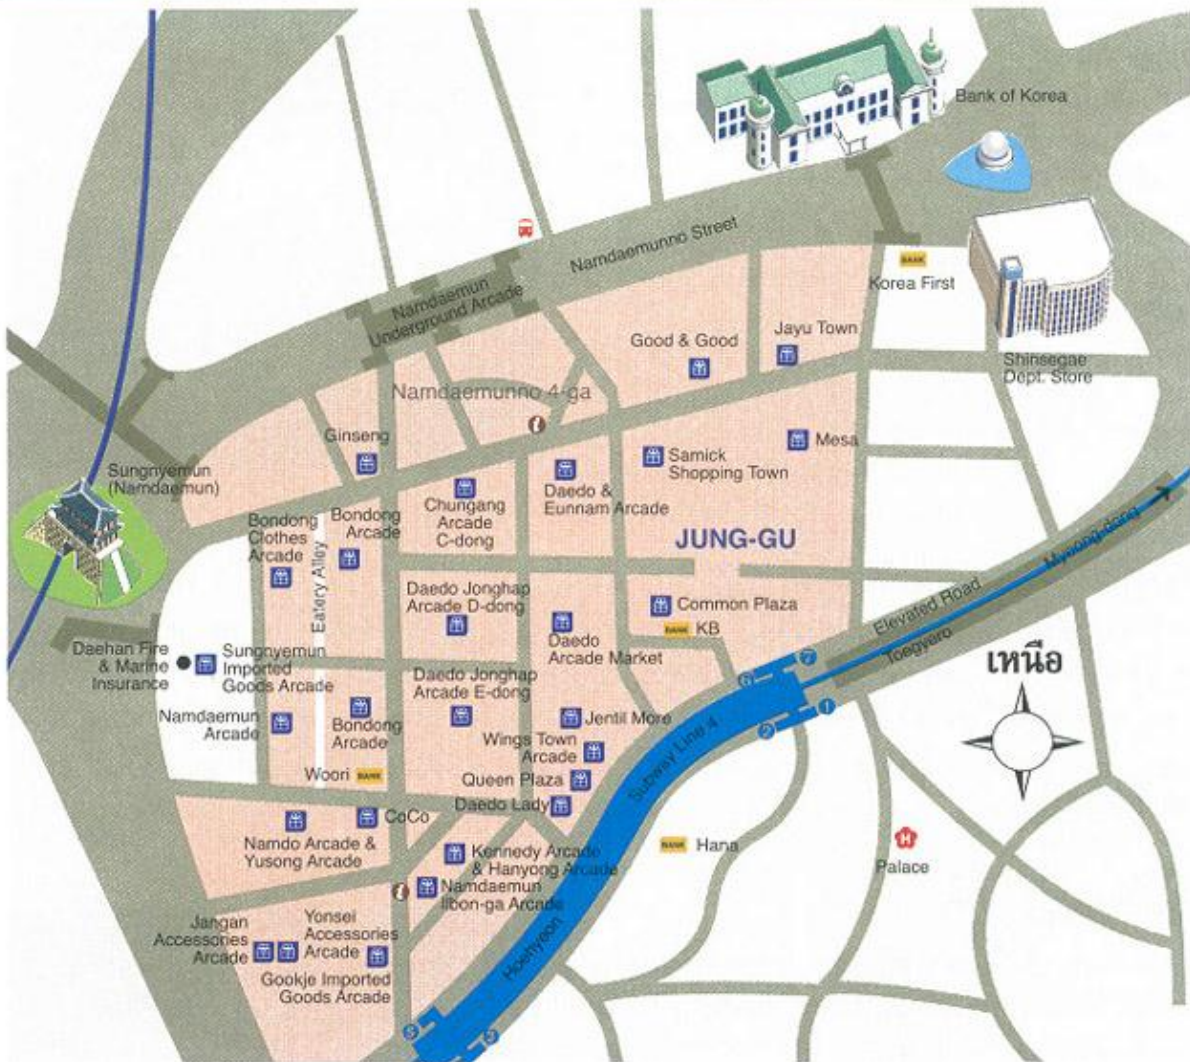 Bank of Korea
Namdaemunno Street
Namdaemun
Underground Arcade
BANK
Korea First
Shinsegae
Dept. Store
Good & Good
Jayu Town
Namdaemunno 4-ga
i
Ginseng
Mesa
Samick
Shopping Town
Sungnyemun
(Namdaemun)
Chungang
Arcade
C-dong
Daedo &
Eunnam Arcade
Bondong
Clothes
Arcade
Bondong
Arcade
Eatery Alley
JUNG-GU
Myeong-dong
Elevated Road
Toegyero
Daedo Jonghap
Arcade D-dong
Common Plaza
BANK KB
Daedo
Arcade Market
Daehan Fire
& Marine
Insurance
Sungnyemun
Imported
Goods Arcade
Daedo Jonghap
Arcade E-dong
เหนือ
7
6
1
2
Namdaemun
Arcade
Bondong
Arcade
Jentil More
Wings Town
Arcade
Subway Line 4
Woori BANK
Queen Plaza
Daedo Lady
CoCo
Namdo Arcade &
Yusong Arcade
Kennedy Arcade
& Hanyong Arcade
BANK Hana
H
Palace
i
Namdaemun
Ilbon-ga Arcade
Jangan
Accessories
Arcade
Yonsei
Accessories
Arcade
Hoehyeon
Gookje Imported
Goods Arcade
5
3